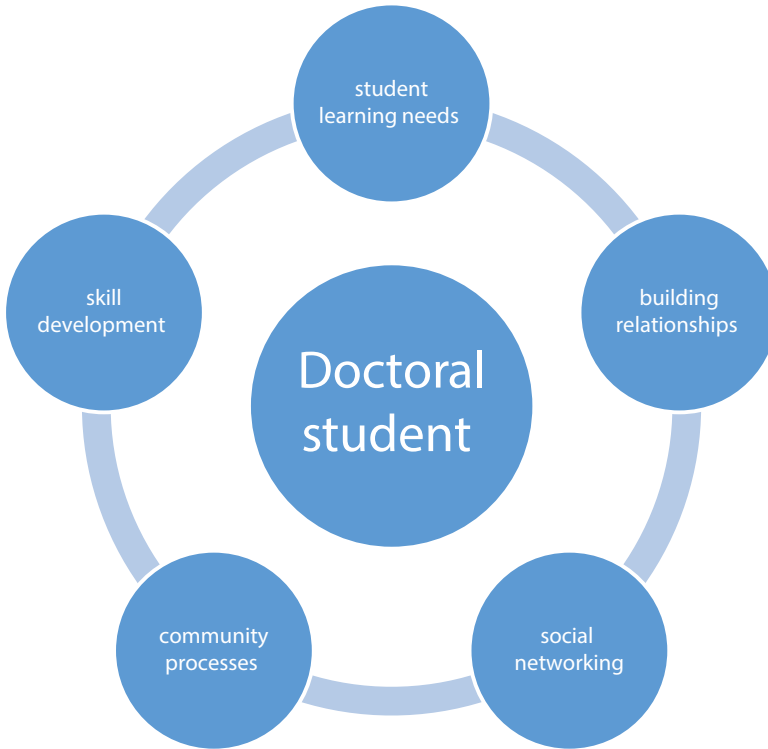 student
learning needs
skill
development
building
relationships
Doctoral
student
community
processes
social
networking